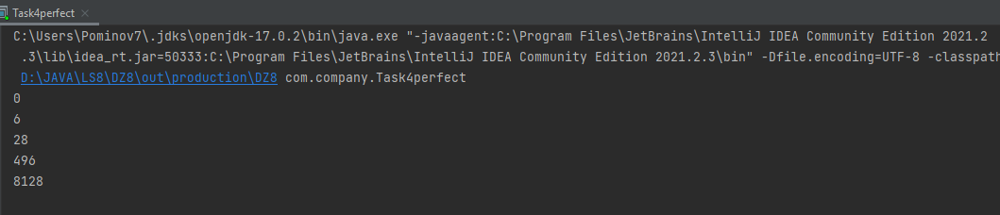 Task4perfect
C:\Users\Pominov7\.jdks\openjdk-17.0.2\bin\java.exe "-javaagent:C:\Program Files\JetBrains\IntelliJ IDEA Community Edition 2021.2
.3\lib\idea_rt.jar=50333:C:\Program Files\JetBrains\IntelliJ IDEA Community Edition 2021.2.3\bin" -Dfile.encoding=UTF-8 -classpath
D:\JAVA\LS8\DZ8\out\production\DZ8 com.company.Task4perfect
0
6
28
496
8128